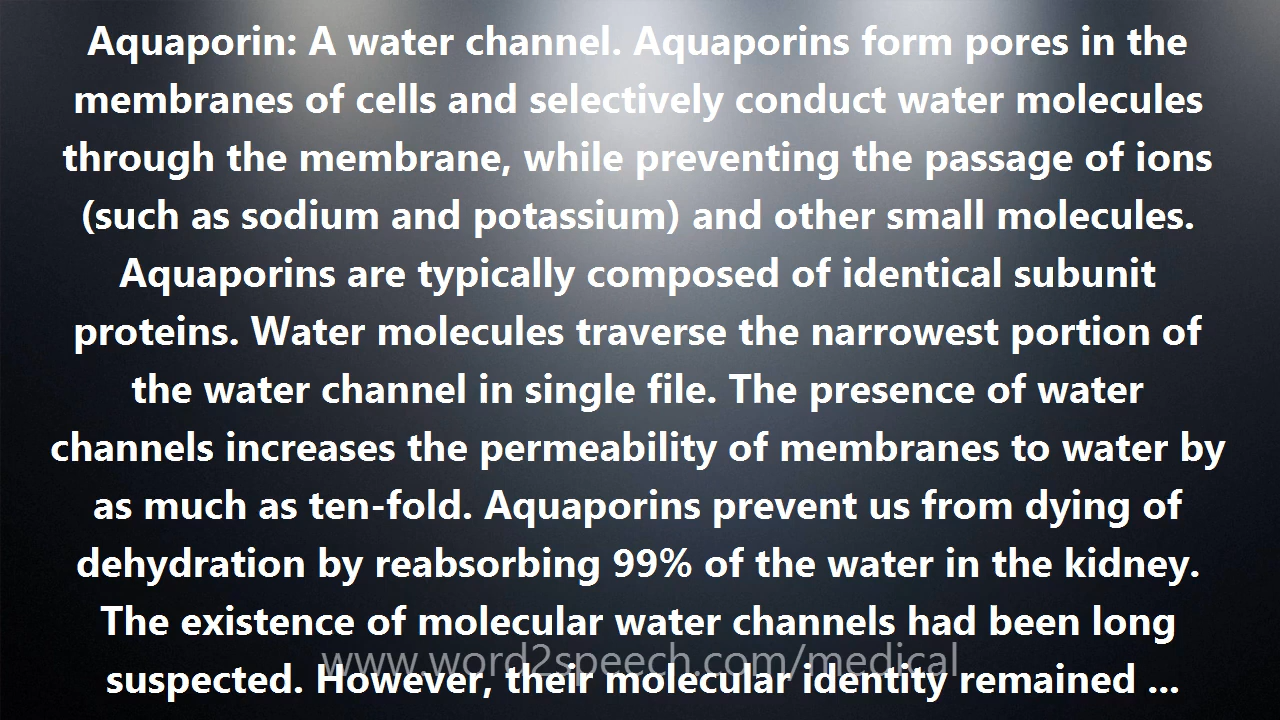 Aquaporin: A water channel. Aquaporins form pores in the
membranes of cells and selectively conduct water molecules
through the membrane, while preventing the passage of ions
(such as sodium and potassium) and other small molecules.
Aquaporins are typically composed of identical subunit
proteins. Water molecules traverse the narrowest portion of
the water channel in single file. The presence of water
channels increases the permeability of membranes to water by
as much as ten-fold. Aquaporins prevent us from dying of
dehydration by reabsorbing 99% of the water in the kidney.
The existence of molecular water channels had been long
www.word2speech.com/medical
suspected. However, their molecular identity remained ...